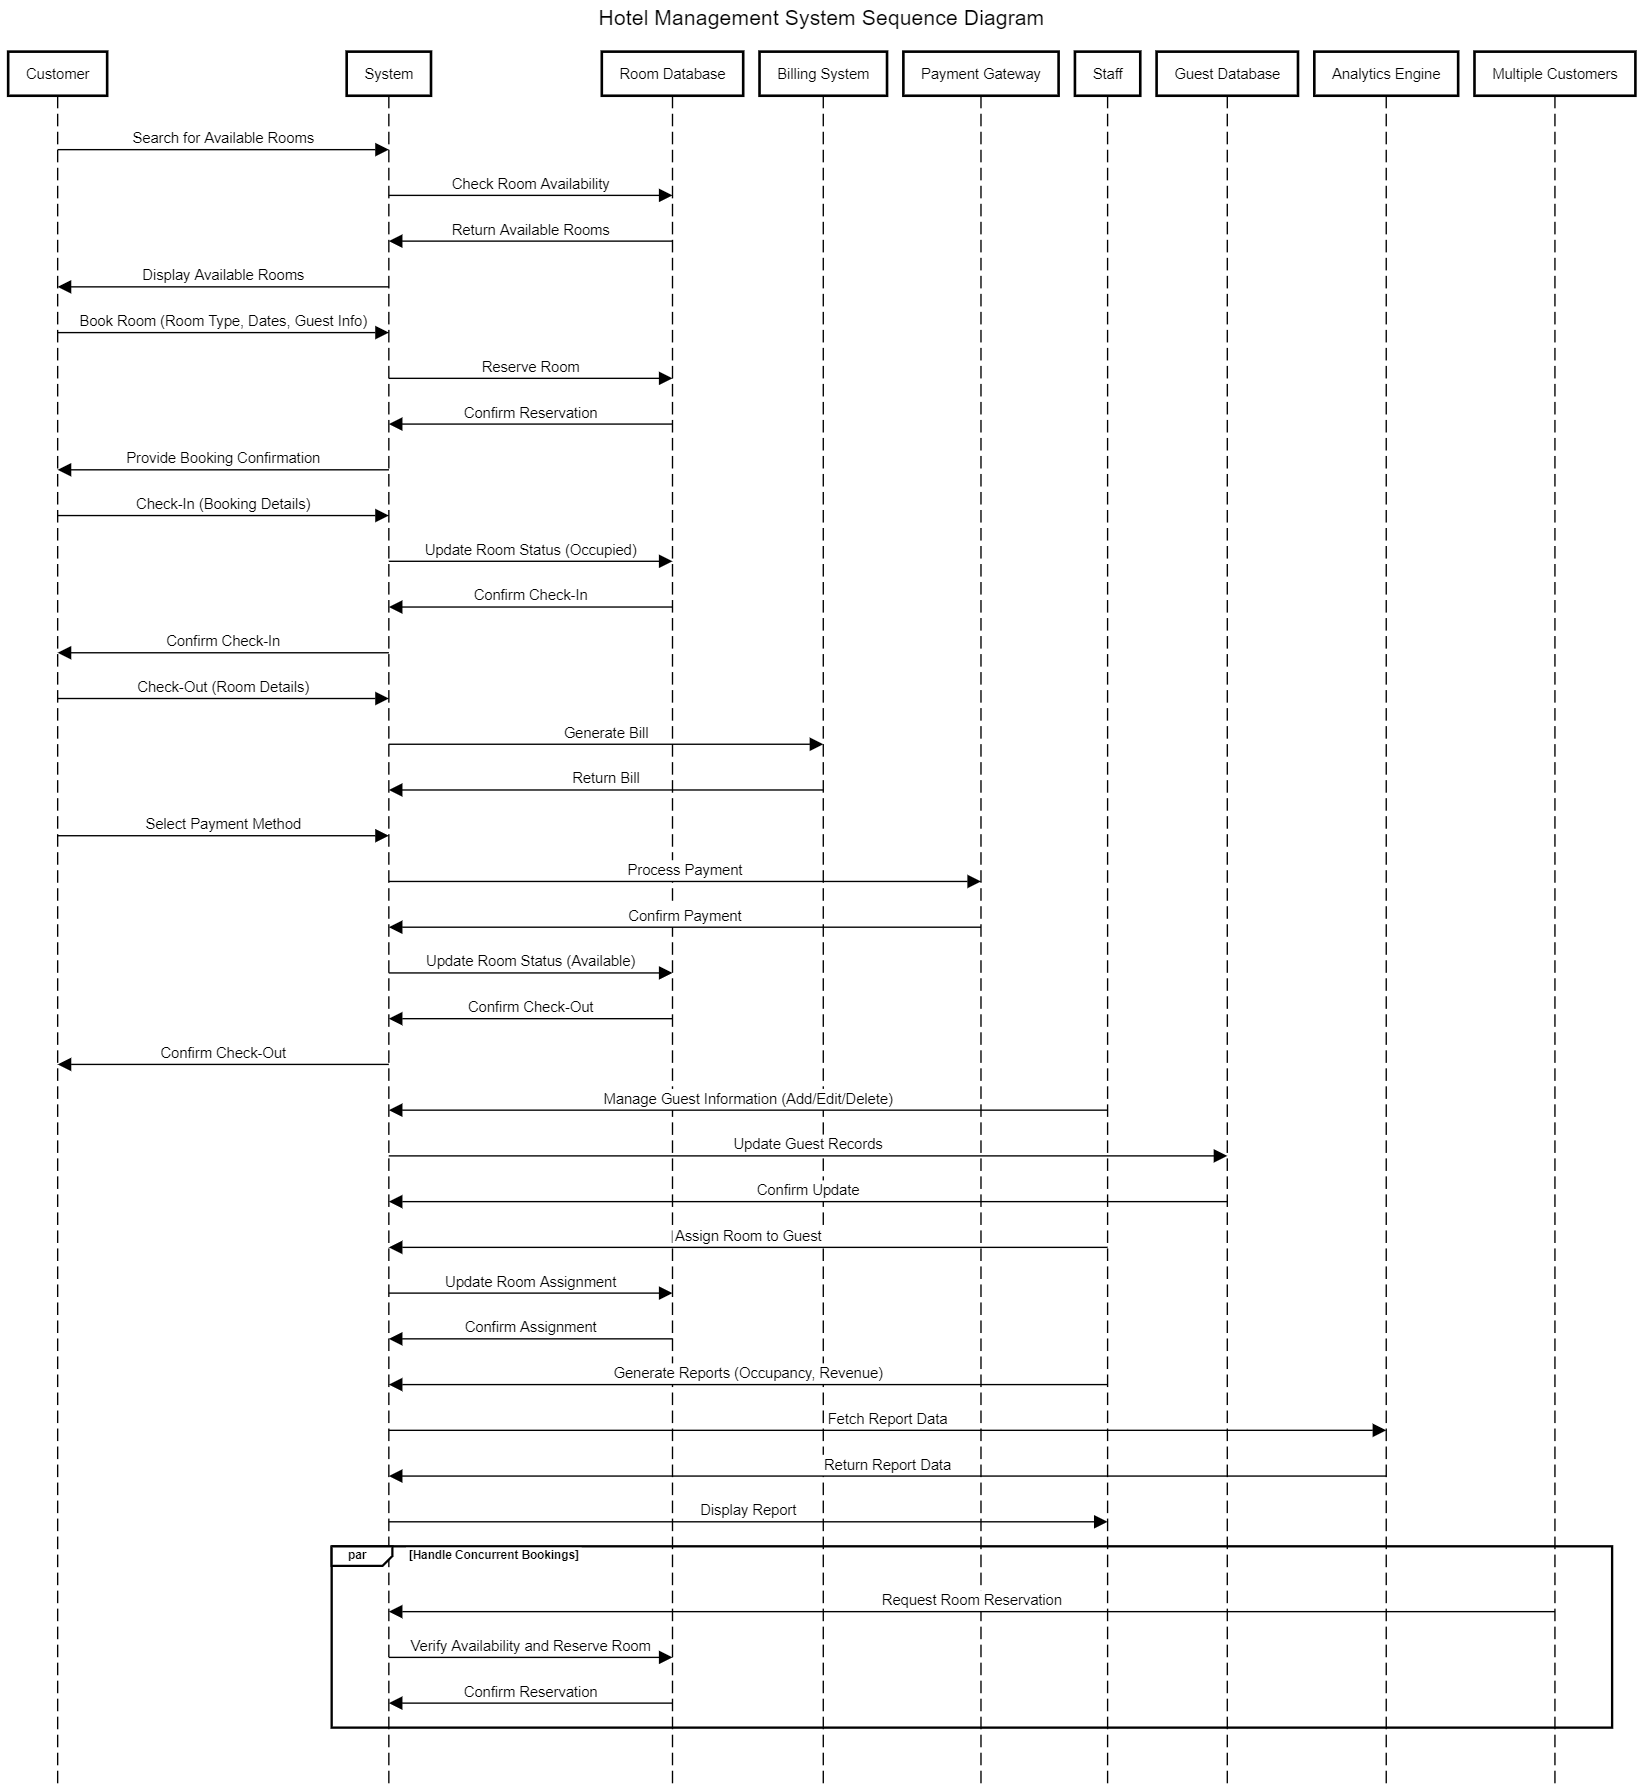 Hotel Management System Sequence Diagram
Customer
System
Room Database
Billing System
Payment Gateway
Staff
Guest Database
Analytics Engine
Multiple Customers
Search for Available Rooms
Check Room Availability
Return Available Rooms
Display Available Rooms
Book Room (Room Type, Dates, Guest Info)
Reserve Room
Confirm Reservation
Provide Booking Confirmation
Check-In (Booking Details)
Update Room Status (Occupied)
Confirm Check-In
Confirm Check-In
Check-Out (Room Details)
Generate Bill
Return Bill
Select Payment Method
Process Payment
Confirm Payment
Update Room Status (Available)
Confirm Check-Out
Confirm Check-Out
Manage Guest Information (Add/Edit/Delete)
Update Guest Records
Confirm Update
Assign Room to Guest
Update Room Assignment
Confirm Assignment
Generate Reports (Occupancy, Revenue)
Fetch Report Data
Return Report Data
Display Report
par
[Handle Concurrent Bookings]
Request Room Reservation
Verify Availability and Reserve Room
Confirm Reservation